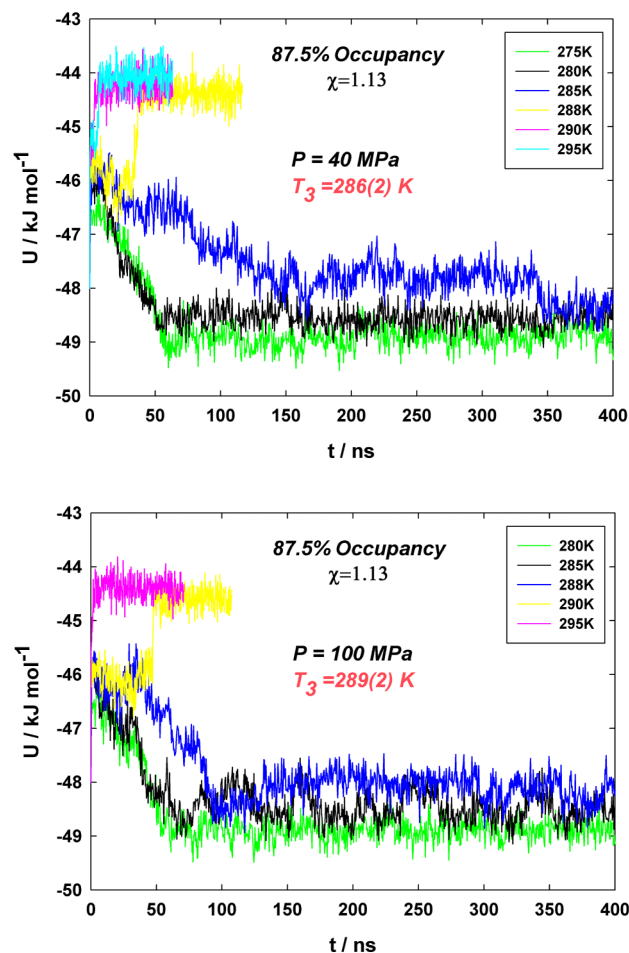 -43
-44
-45
-46
-47
-48
-49
-50
U / kJ mol⁻¹
0
50
100
150
200
250
300
350
400
t / ns
87.5% Occupancy
χ=1.13
P = 40 MPa
T₃ =286(2) K
275K
280K
285K
288K
290K
295K
-43
-44
-45
-46
-47
-48
-49
-50
U / kJ mol⁻¹
0
50
100
150
200
250
300
350
400
t / ns
87.5% Occupancy
χ=1.13
P = 100 MPa
T₃ =289(2) K
280K
285K
288K
290K
295K